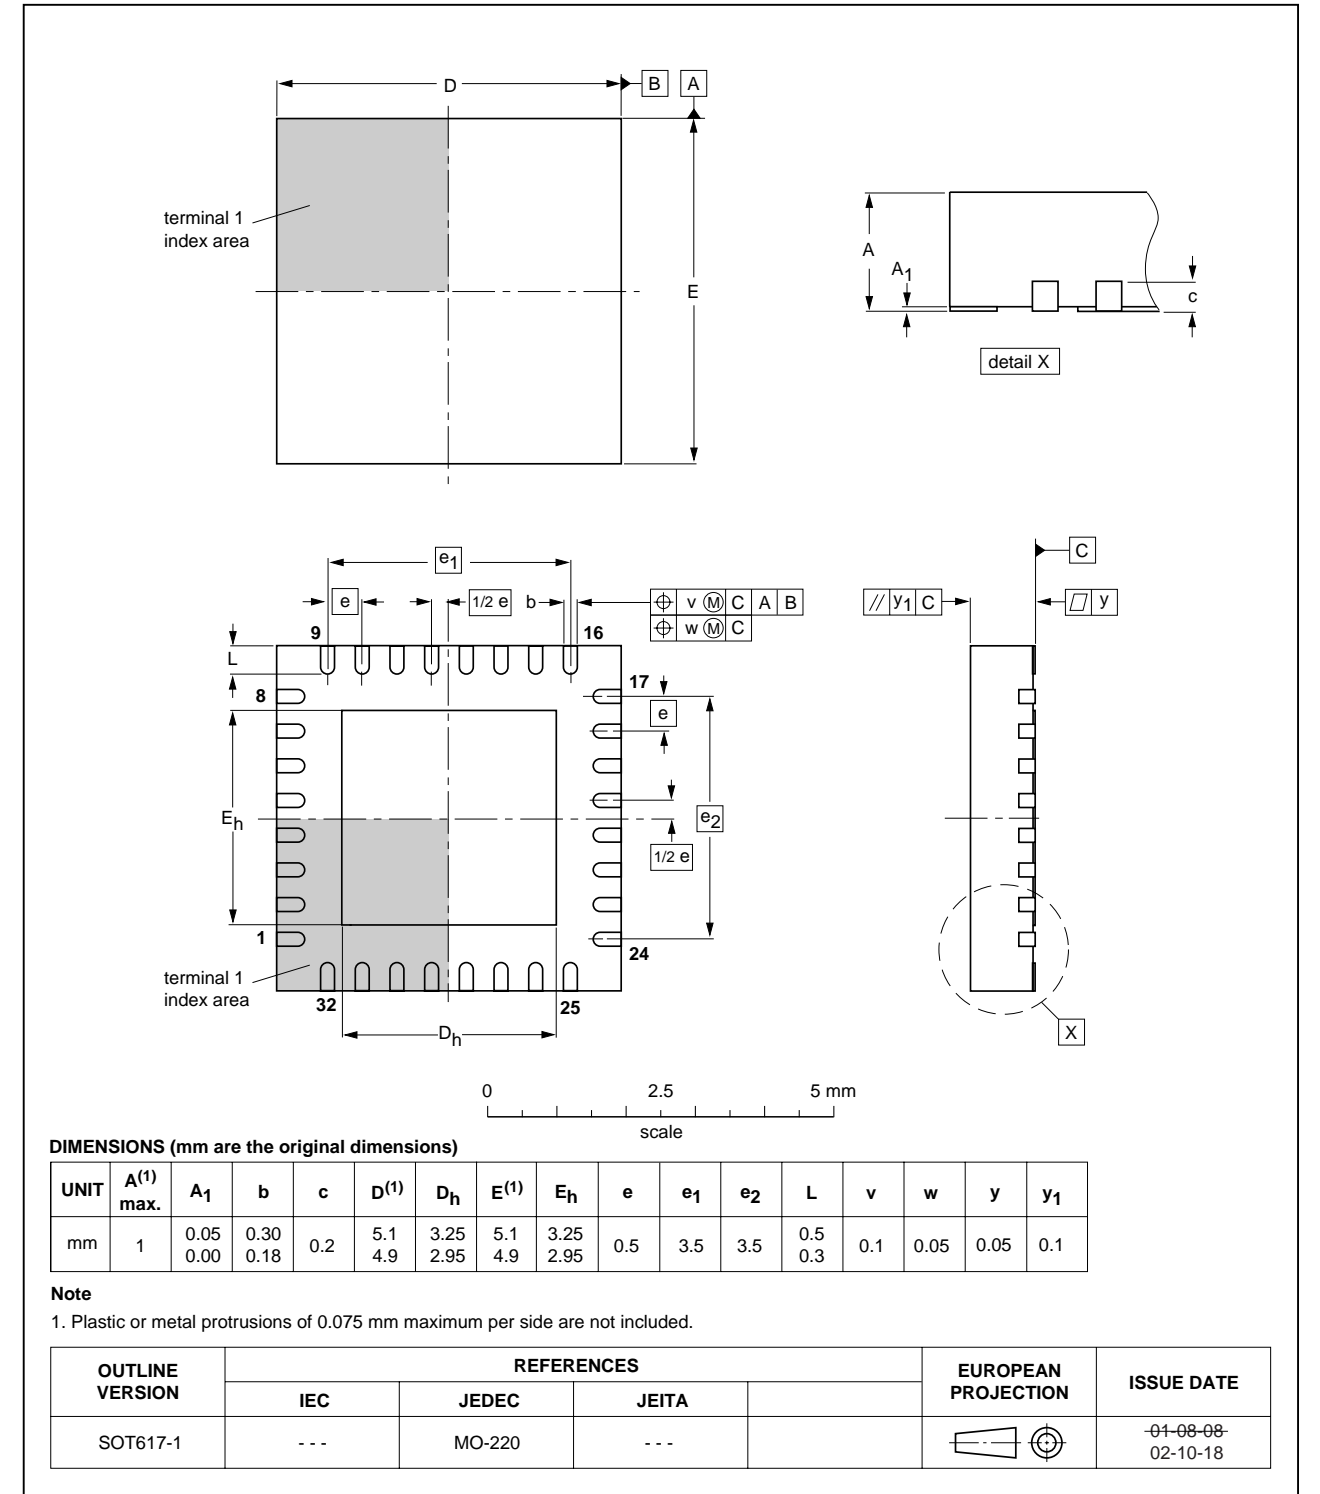 D
B
A
terminal 1
index area
E
A
A1
c
detail X
e1
C
e
1/2 e
b
v M C A B
w M C
// y1 C
y
9
16
L
8
17
e
Eh
e2
1/2 e
1
24
terminal 1
index area
32
25
Dh
X
0 2.5 5 mm
scale
DIMENSIONS (mm are the original dimensions)
UNIT A(1) max. A1 b c D(1) Dh E(1) Eh e e1 e2 L v w y y1
mm 1 0.05 0.00 0.30 0.18 0.2 5.1 4.9 3.25 2.95 5.1 4.9 3.25 2.95 0.5 3.5 3.5 0.5 0.3 0.1 0.05 0.05 0.1
Note
1. Plastic or metal protrusions of 0.075 mm maximum per side are not included.
OUTLINE VERSION REFERENCES EUROPEAN PROJECTION ISSUE DATE
IEC JEDEC JEITA
SOT617-1 - - - MO-220 - - - 01-08-08
02-10-18